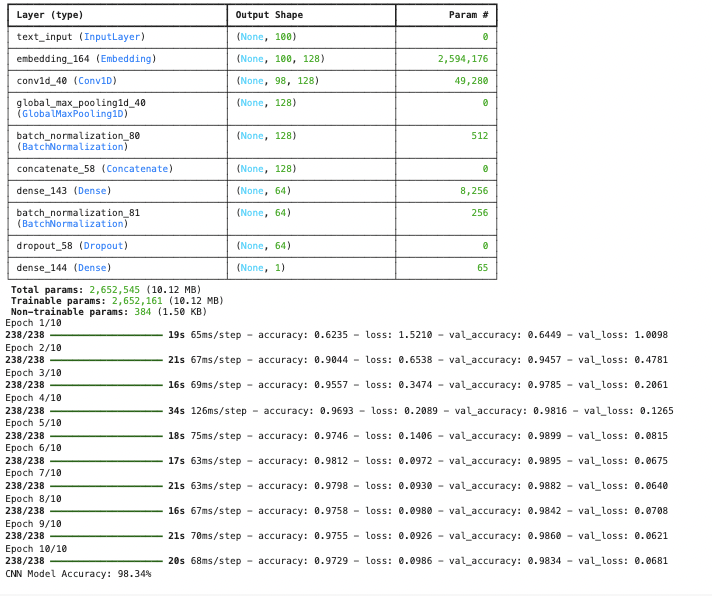 Layer (type) Output Shape Param #
text_input (InputLayer) (None, 100) 0
embedding_164 (Embedding) (None, 100, 128) 2,594,176
conv1d_40 (Conv1D) (None, 98, 128) 49,280
global_max_pooling1d_40 (None, 128) 0
(GlobalMaxPooling1D)
batch_normalization_80 (None, 128) 512
(BatchNormalization)
concatenate_58 (Concatenate) (None, 128) 0
dense_143 (Dense) (None, 64) 8,256
batch_normalization_81 (None, 64) 256
(BatchNormalization)
dropout_58 (Dropout) (None, 64) 0
dense_144 (Dense) (None, 1) 65
Total params: 2,652,545 (10.12 MB)
Trainable params: 2,652,161 (10.12 MB)
Non-trainable params: 384 (1.50 KB)
Epoch 1/10
238/238 19s 65ms/step - accuracy: 0.6235 - loss: 1.5210 - val_accuracy: 0.6449 - val_loss: 1.0098
Epoch 2/10
238/238 21s 67ms/step - accuracy: 0.9044 - loss: 0.6538 - val_accuracy: 0.9457 - val_loss: 0.4781
Epoch 3/10
238/238 16s 69ms/step - accuracy: 0.9557 - loss: 0.3474 - val_accuracy: 0.9785 - val_loss: 0.2061
Epoch 4/10
238/238 34s 126ms/step - accuracy: 0.9693 - loss: 0.2089 - val_accuracy: 0.9816 - val_loss: 0.1265
Epoch 5/10
238/238 18s 75ms/step - accuracy: 0.9746 - loss: 0.1406 - val_accuracy: 0.9899 - val_loss: 0.0815
Epoch 6/10
238/238 17s 63ms/step - accuracy: 0.9812 - loss: 0.0972 - val_accuracy: 0.9895 - val_loss: 0.0675
Epoch 7/10
238/238 21s 63ms/step - accuracy: 0.9798 - loss: 0.0930 - val_accuracy: 0.9882 - val_loss: 0.0640
Epoch 8/10
238/238 16s 67ms/step - accuracy: 0.9758 - loss: 0.0980 - val_accuracy: 0.9842 - val_loss: 0.0708
Epoch 9/10
238/238 21s 70ms/step - accuracy: 0.9755 - loss: 0.0926 - val_accuracy: 0.9860 - val_loss: 0.0621
Epoch 10/10
238/238 20s 68ms/step - accuracy: 0.9729 - loss: 0.0986 - val_accuracy: 0.9834 - val_loss: 0.0681
CNN Model Accuracy: 98.34%